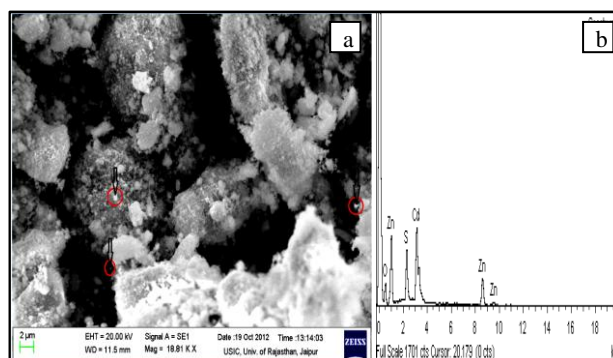 a
b
Zn
O
S
Cd
Zn
Zn
0 2 4 6 8 10 12 14 16 18
Full Scale 1701 cts Cursor: 20.179 (0 cts)
2 µm
EHT = 20.00 kV Signal A = SE1 Date :19 Oct 2012 Time :13:14:03
WD = 11.5 mm Mag = 18.81 K X USIC, Univ. of Rajasthan, Jaipur
ZEISS